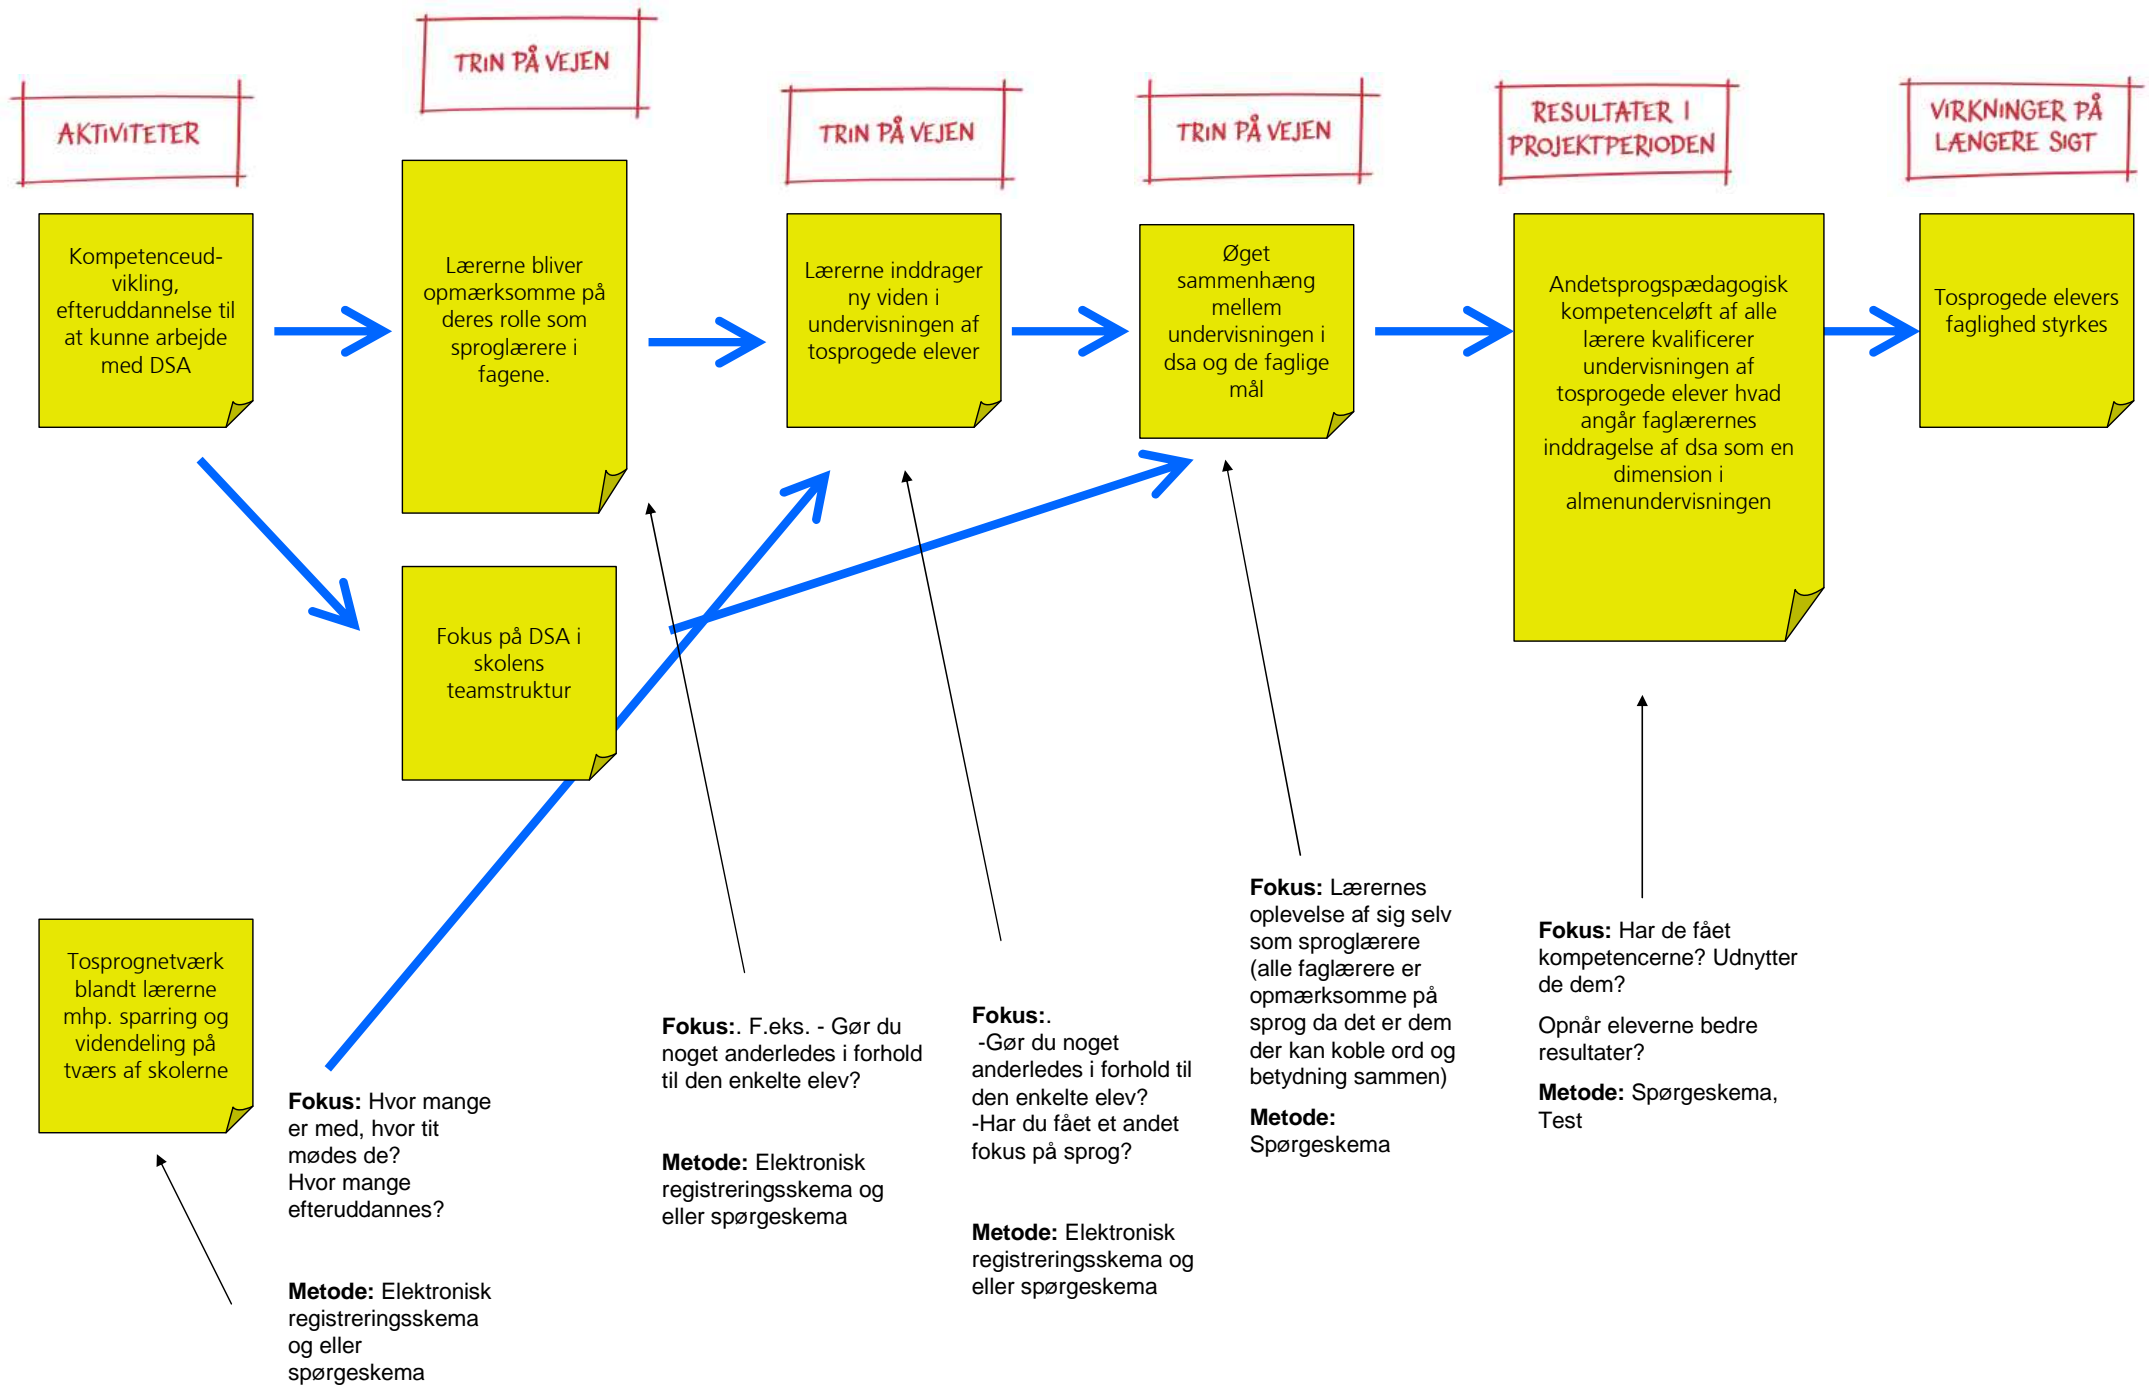 TRIN PÅ VEJEN
AKTIVITETER
TRIN PÅ VEJEN
TRIN PÅ VEJEN
RESULTATER I
PROJEKTPERIODEN
VIRKNINGER PÅ
LÆNGERE SIGT
Kompetenceud-
vikling,
efteruddannelse til
at kunne arbejde
med DSA
Lærerne bliver
opmærksomme på
deres rolle som
sproglærere i
fagene.
Lærerne inddrager
ny viden i
undervisningen af
tosprogede elever
Øget
sammenhæng
mellem
undervisningen i
dsa og de faglige
mål
Andetsprogspædagogisk
kompetenceløft af alle
lærere kvalificerer
undervisningen af
tosprogede elever hvad
angår faglærernes
inddragelse af dsa som en
dimension i
almenundervisningen
Tosprogede elevers
faglighed styrkes
Fokus på DSA i
skolens
teamstruktur
Tosprognetværk
blandt lærerne
mhp. sparring og
videndeling på
tværs af skolerne
Fokus: Hvor mange
er med, hvor tit
mødes de?
Hvor mange
efteruddannes?
Metode: Elektronisk
registreringsskema
og eller
spørgeskema
Fokus:. F.eks. - Gør du
noget anderledes i forhold
til den enkelte elev?
Metode: Elektronisk
registreringsskema og
eller spørgeskema
Fokus:.
-Gør du noget
anderledes i forhold til
den enkelte elev?
-Har du fået et andet
fokus på sprog?
Metode: Elektronisk
registreringsskema og
eller spørgeskema
Fokus: Lærernes
oplevelse af sig selv
som sproglærere
(alle faglærere er
opmærksomme på
sprog da det er dem
der kan koble ord og
betydning sammen)
Metode:
Spørgeskema
Fokus: Har de fået
kompetencerne? Udnytter
de dem?
Opnår eleverne bedre
resultater?
Metode: Spørgeskema,
Test